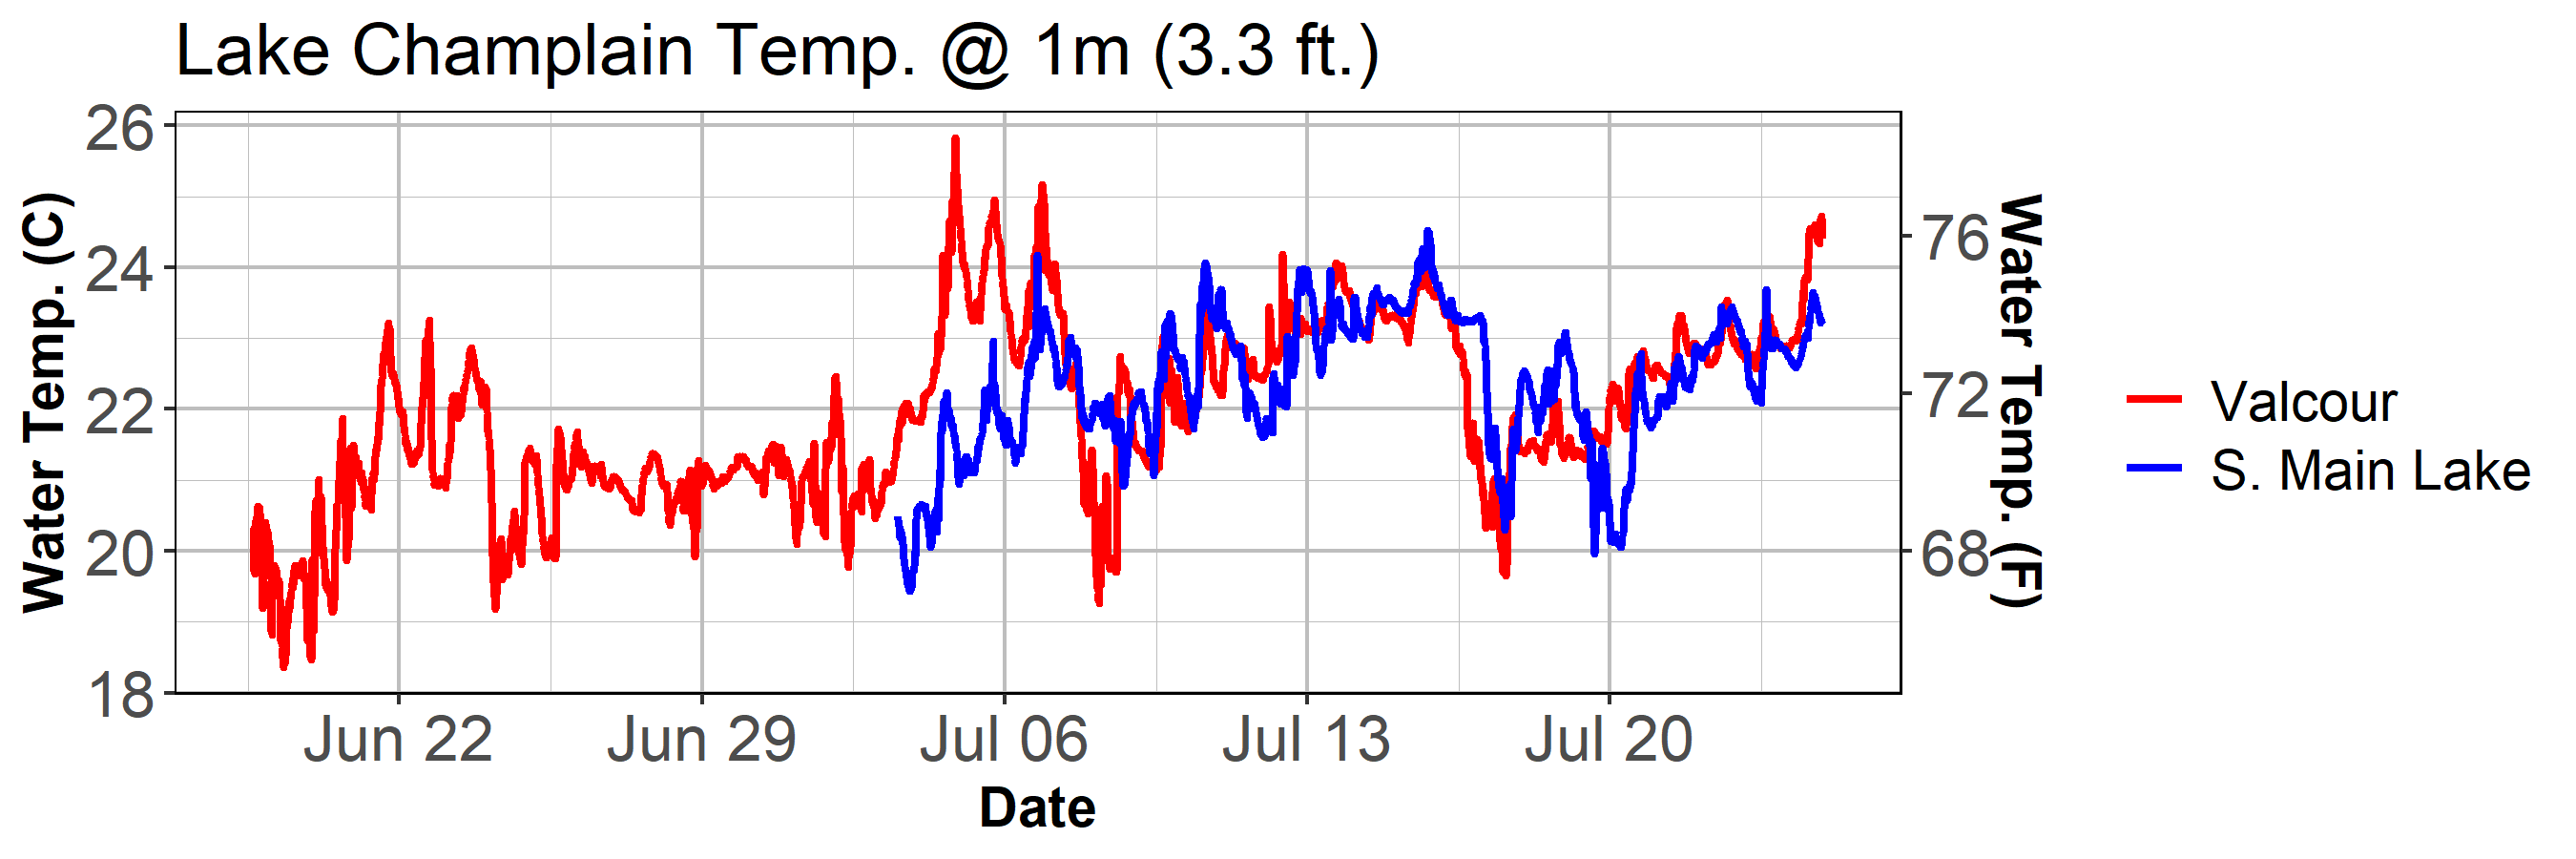 Lake Champlain Temp. @ 1m (3.3 ft.)
Water Temp. (C)
26
24
22
20
18
76
72
68
Water Temp. (F)
Jun 22
Jun 29
Jul 06
Jul 13
Jul 20
Date
Valcour
S. Main Lake